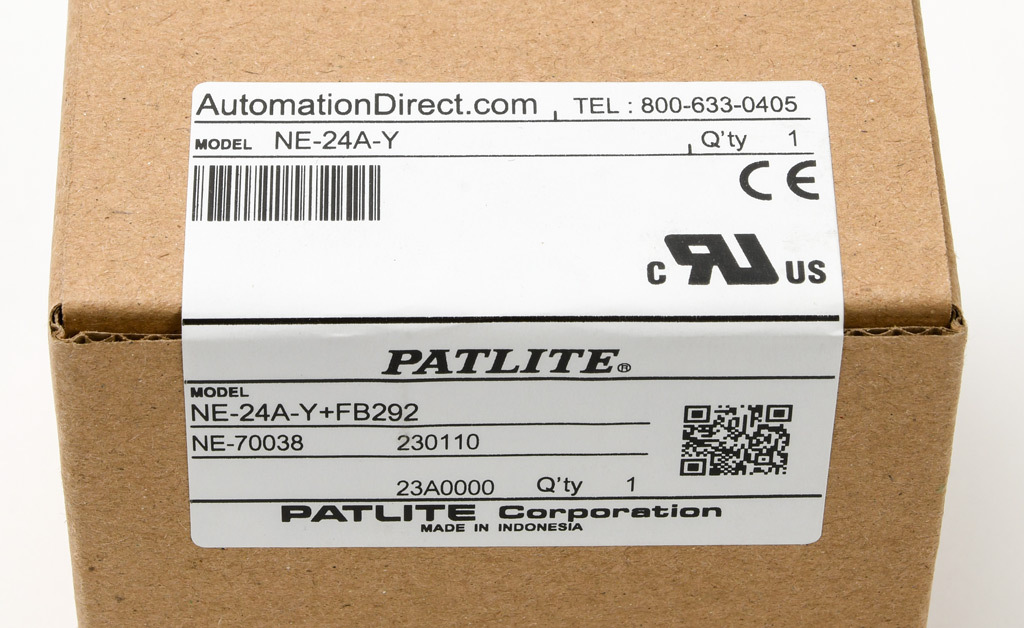 AutomationDirect.com TEL : 800-633-0405
MODEL NE-24A-Y Q'ty 1
CE
C RU US
PATLITE®
MODEL
NE-24A-Y+FB292
NE-70038 230110
23A0000 Q'ty 1
PATLITE Corporation
MADE IN INDONESIA